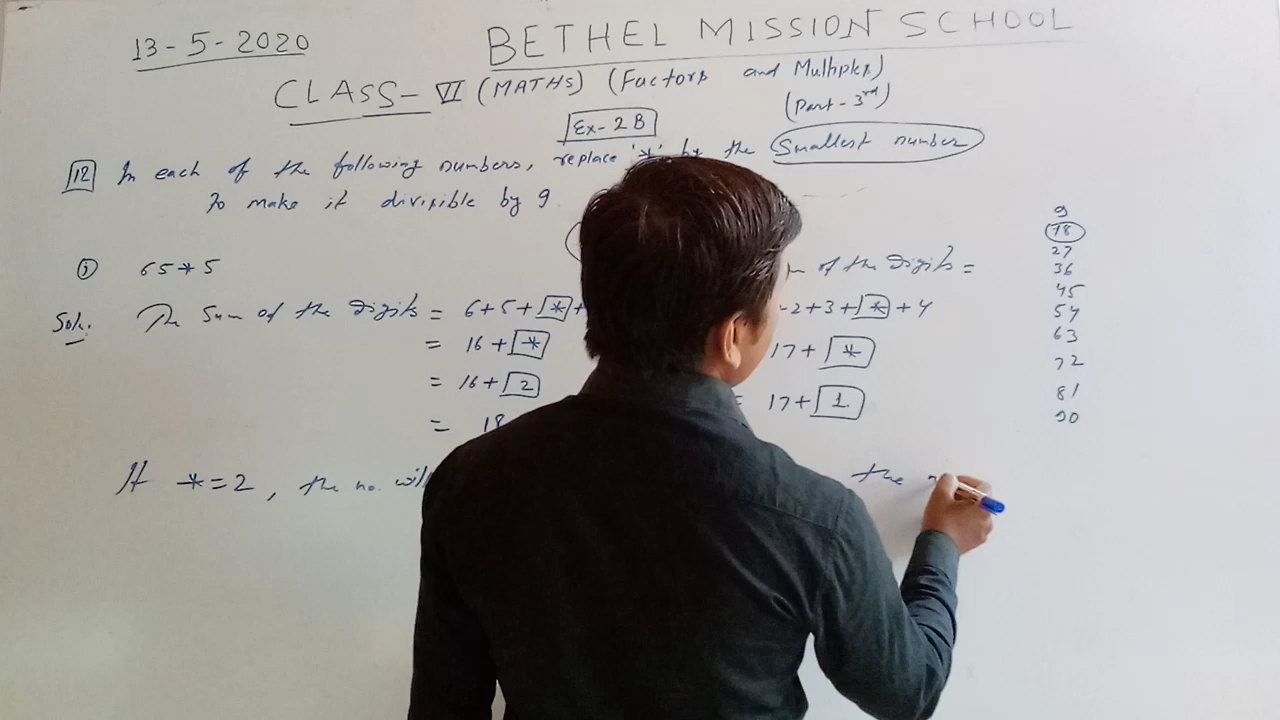 13-5-2020
BETHEL MISSION SCHOOL
CLASS-VI (MATHS) (Factors and Multiples)
(Part-3rd)
Ex-2B
12 In each of the following numbers, replace '*' by the Smallest number
To make it divisible by 9.
(i) 65*5
of the Digits =
Soln. The Sum of the Digits = 6+5+* +
2+3+*+4
= 16+*
17+*
= 16+2
= 17+1
= 18
If *=2, the no. will
the
9
18
27
36
45
54
63
72
81
90